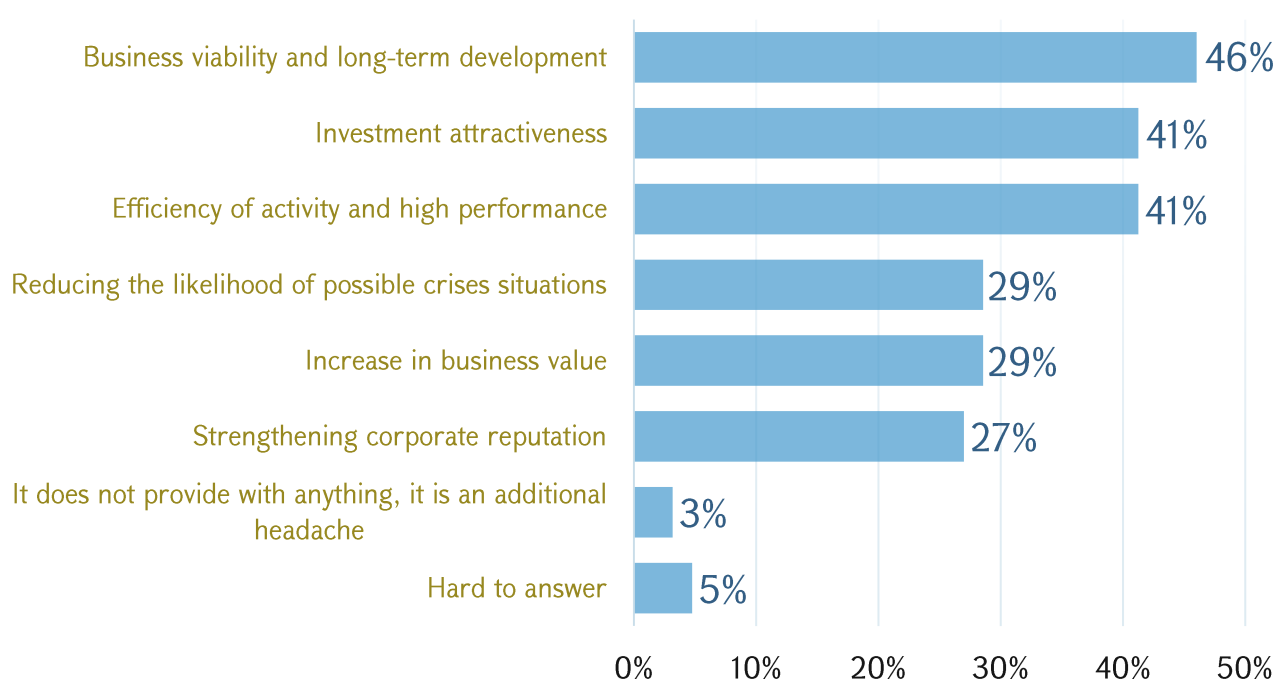 Business viability and long-term development 46%
Investment attractiveness 41%
Efficiency of activity and high performance 41%
Reducing the likelihood of possible crises situations 29%
Increase in business value 29%
Strengthening corporate reputation 27%
It does not provide with anything, it is an additional
headache
3%
Hard to answer 5%
0% 10% 20% 30% 40% 50%